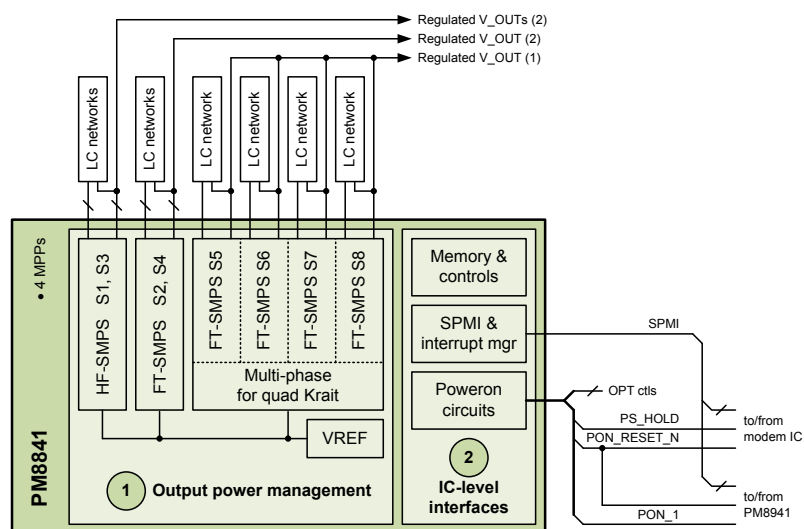 Regulated V_OUTs (2)
Regulated V_OUT (2)
Regulated V_OUT (1)
LC networks
LC networks
LC network
LC network
LC network
LC network
• 4 MPPs
HF-SMPS S1, S3
FT-SMPS S2, S4
FT-SMPS S5
FT-SMPS S6
FT-SMPS S7
FT-SMPS S8
Multi-phase
for quad Krait
VREF
Memory &
controls
SPMI &
interrupt mgr
Poweron
circuits
SPMI
OPT ctls
PS_HOLD
PON_RESET_N
to/from
modem IC
to/from
PM8941
PON_1
PM8841
1
Output power management
2
IC-level
interfaces